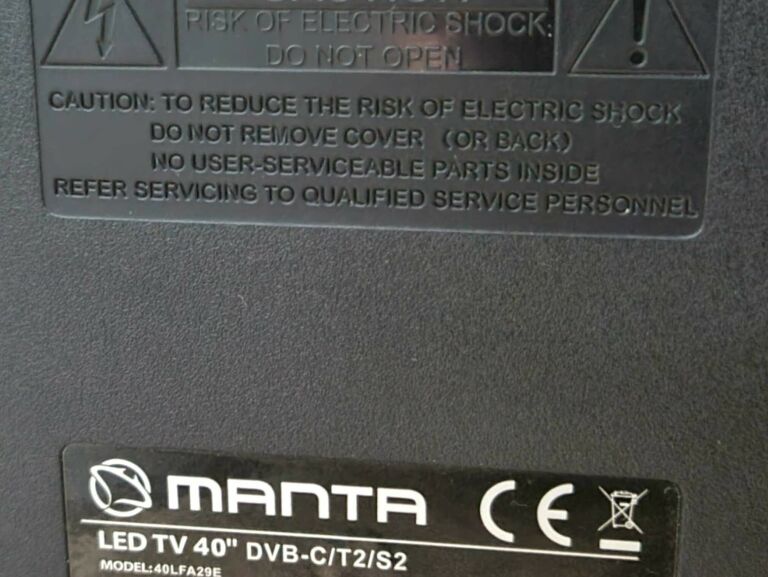 RISK OF ELECTRIC SHOCK
DO NOT OPEN
CAUTION: TO REDUCE THE RISK OF ELECTRIC SHOCK
DO NOT REMOVE COVER (OR BACK)
NO USER-SERVICEABLE PARTS INSIDE
REFER SERVICING TO QUALIFIED SERVICE PERSONNEL
MANTA CE
LED TV 40" DVB-C/T2/S2
MODEL:40LFA29E